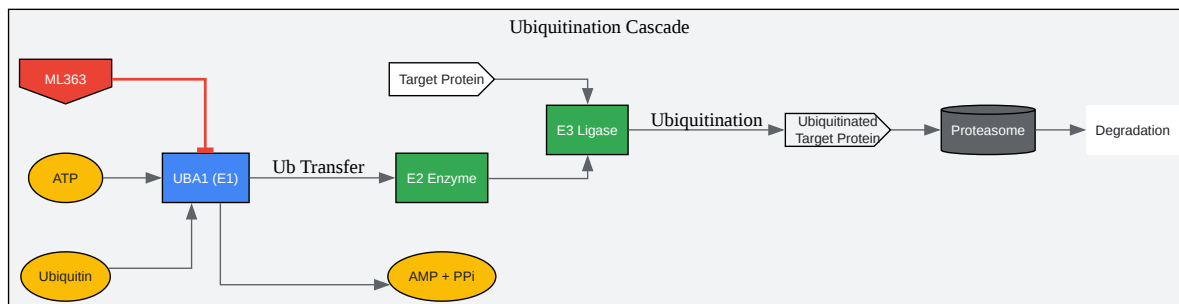 Ubiquitination Cascade
ML363
Target Protein
E3 Ligase
Ubiquitination
Ubiquitinated
Target Protein
Proteasome
Degradation
ATP
UBA1 (E1)
Ub Transfer
E2 Enzyme
Ubiquitin
AMP + PPi